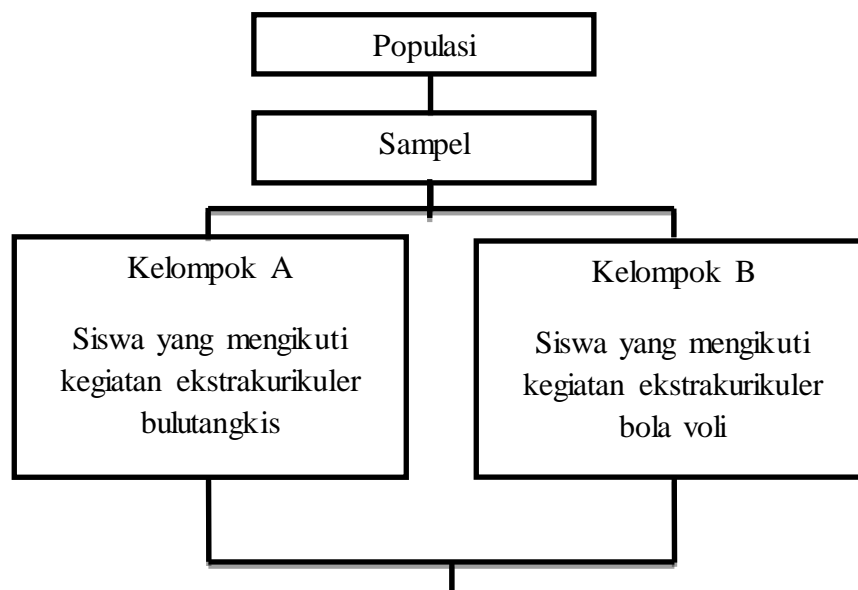 Populasi
Sampel
Kelompok A
Siswa yang mengikuti
kegiatan ekstrakurikuler
bulutangkis
Kelompok B
Siswa yang mengikuti
kegiatan ekstrakurikuler
bola voli